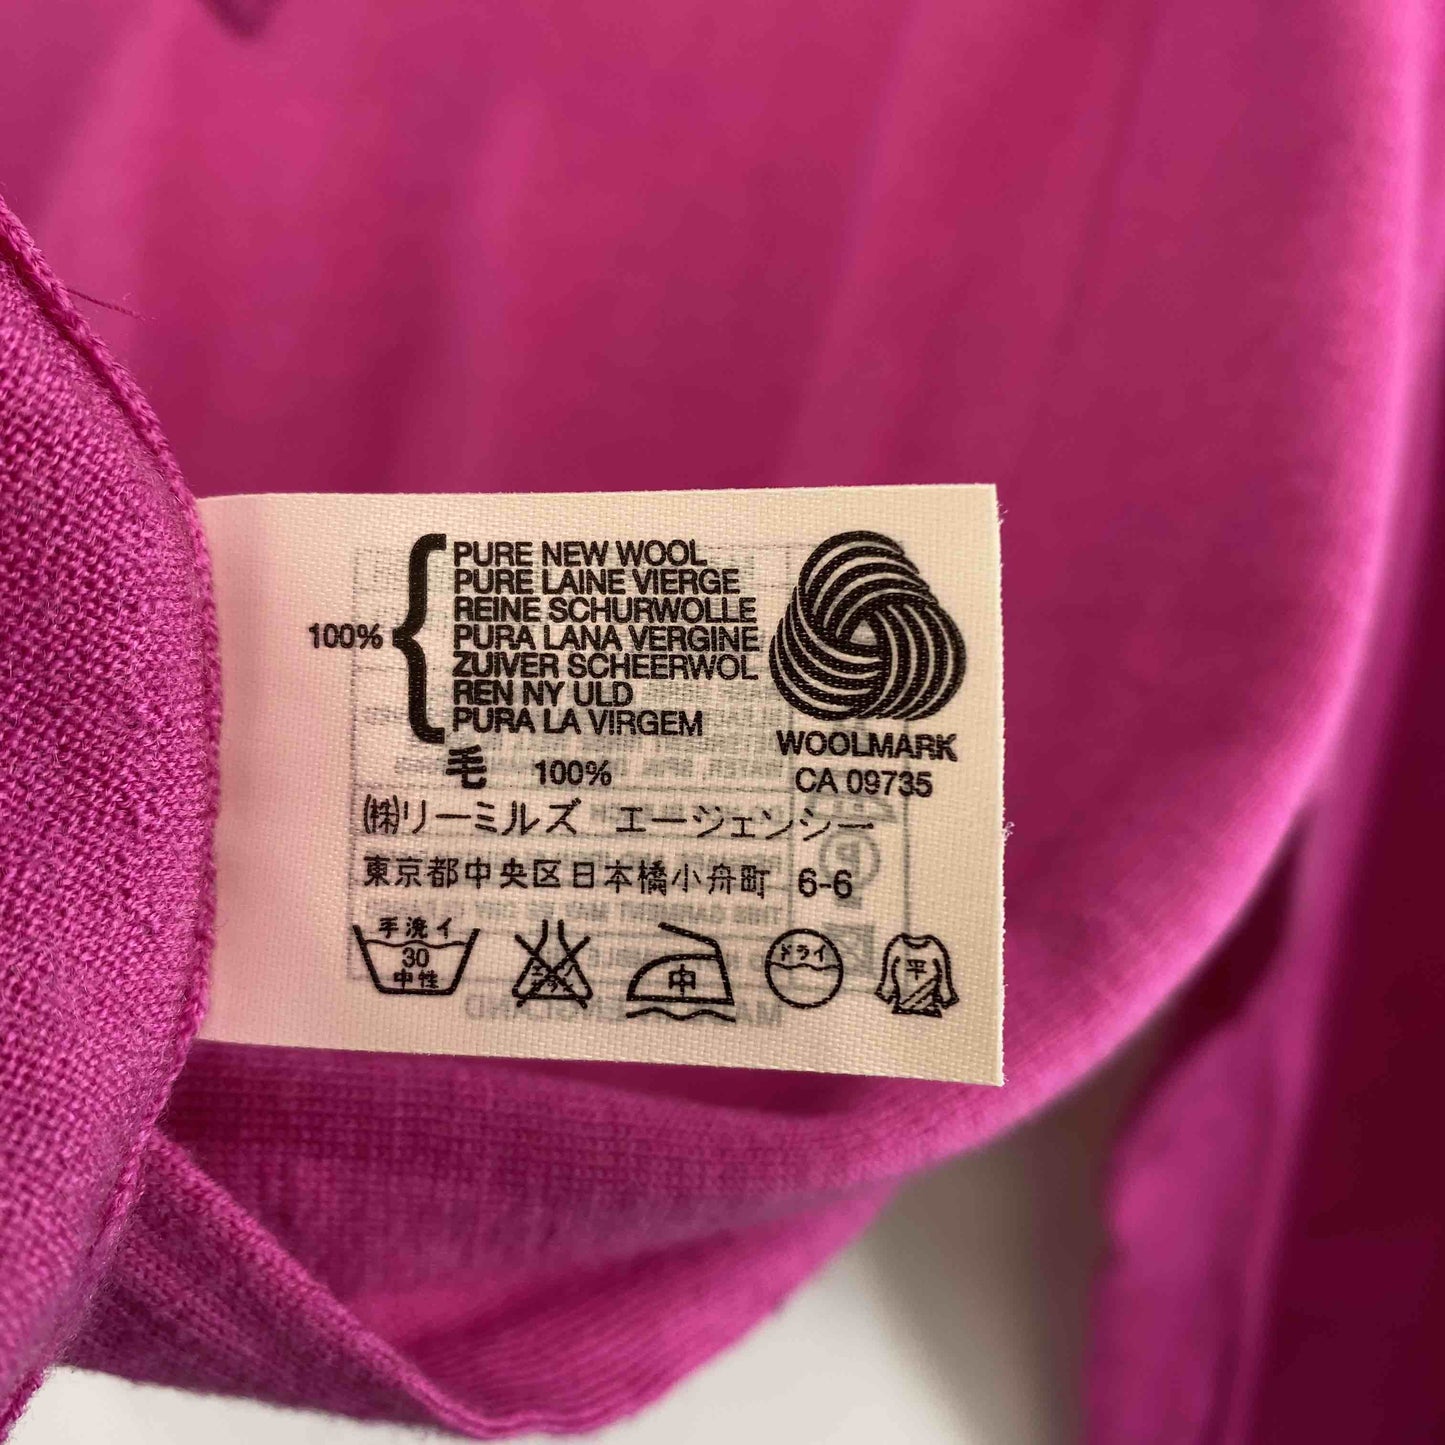 100%
PURE NEW WOOL
PURE LAINE VIERGE
REINE SCHURWOLLE
PURA LANA VERGINE
ZUIVER SCHEERWOL
REN NY ULD
PURA LA VIRGEM
WOOLMARK
CA 09735
毛 100%
㈱リーミルズ エージェンシー
東京都中央区日本橋小舟町 6-6
手洗イ
30
中性
中
ドライ
平